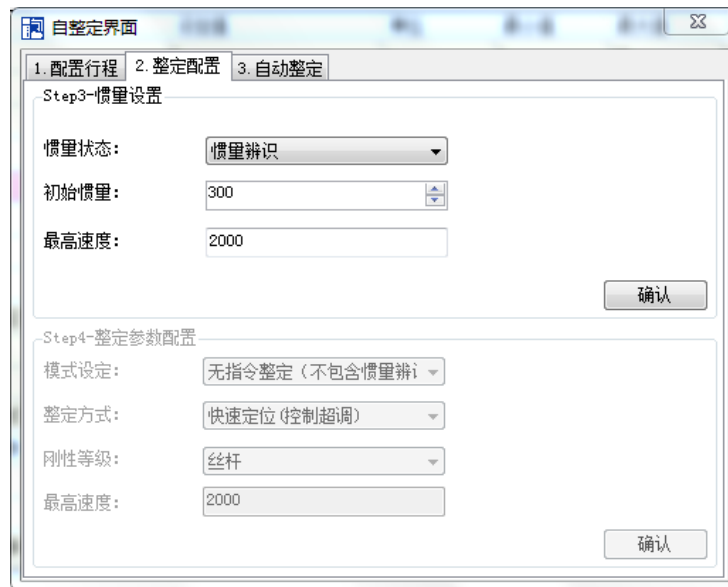 自整定界面
1.配置行程 2.整定配置 3.自动整定
Step3-惯量设置
惯量状态: 惯量辨识
初始惯量: 300
最高速度: 2000
确认
Step4-整定参数配置
模式设定: 无指令整定（不包含惯量辨
整定方式: 快速定位(控制超调)
刚性等级: 丝杆
最高速度: 2000
确认